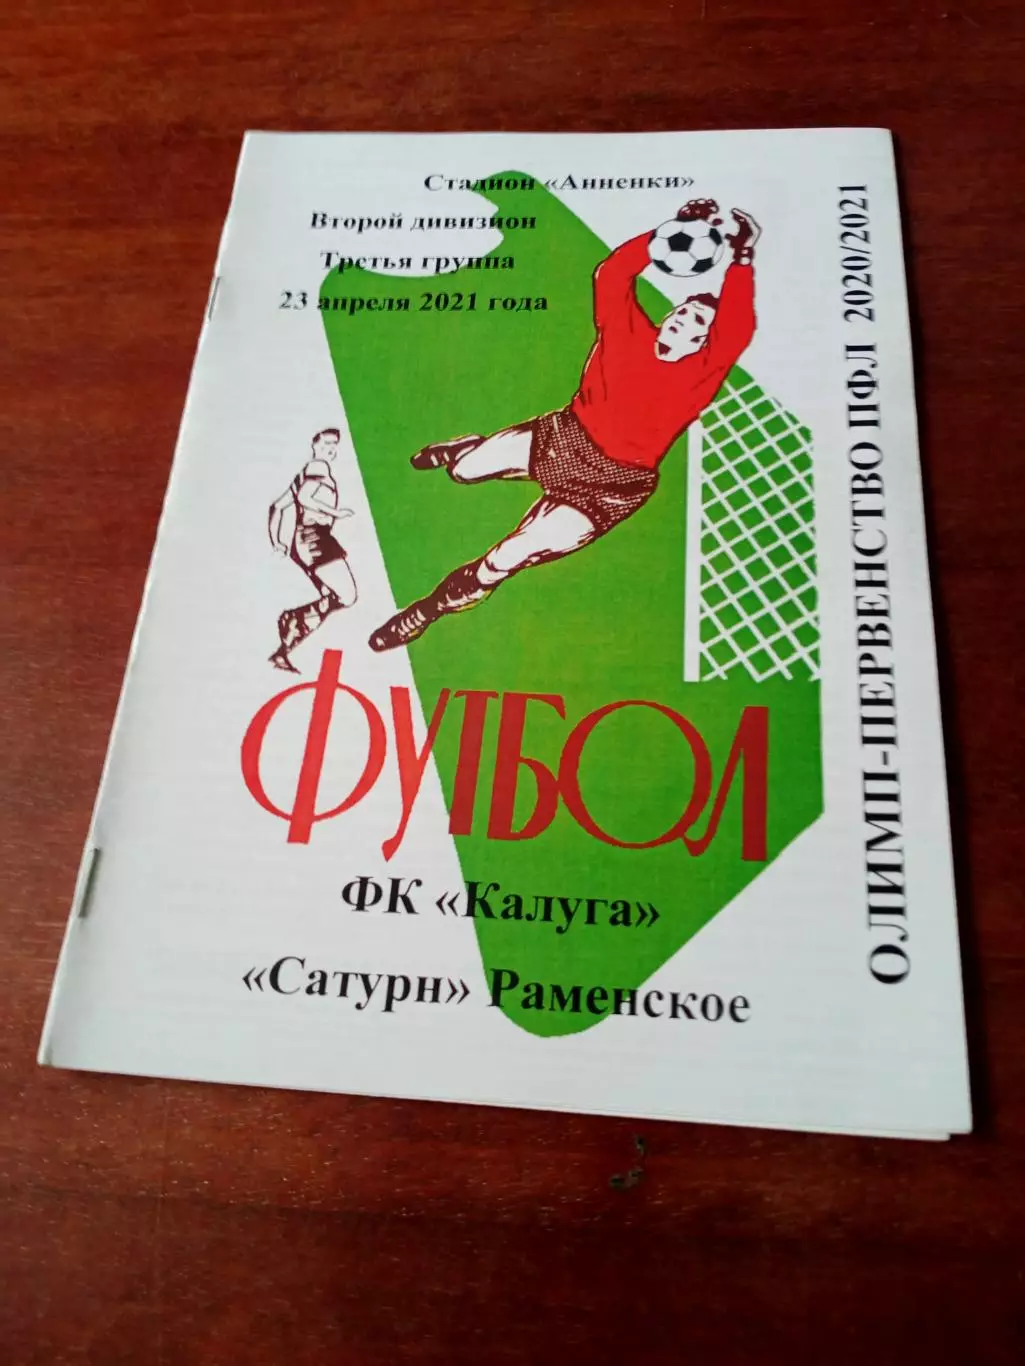 Стадион «Анненки»
Второй дивизион
Третья группа
23 апреля 2021 года
ФУТБОЛ
ФК «Калуга»
«Сатурн» Раменское
ОЛИМП-ПЕРВЕНСТВО ПФЛ 2020/2021